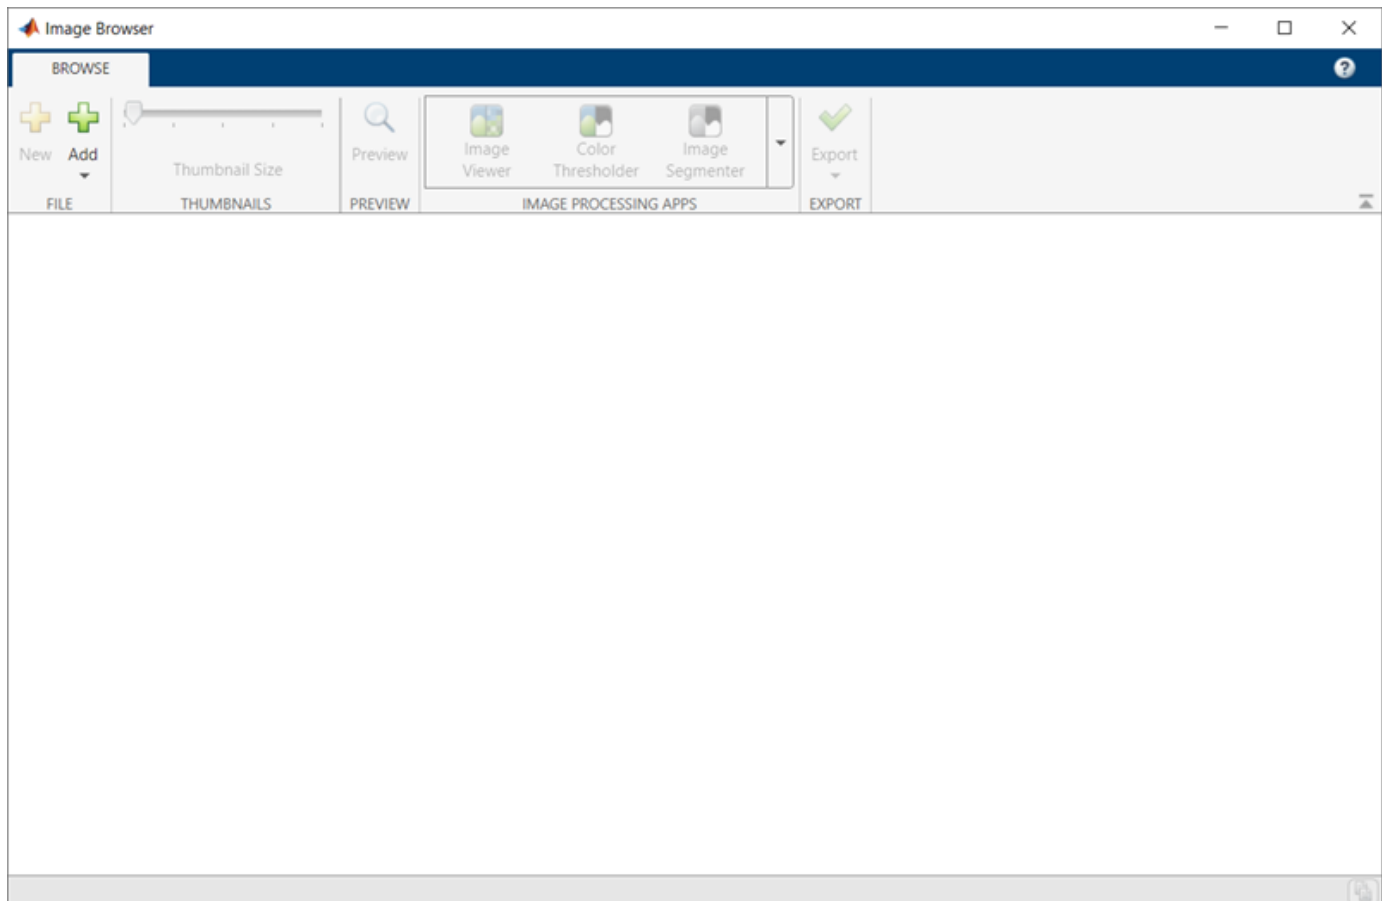 Image Browser
BROWSE
?
New
Add
Thumbnail Size
Preview
Image
Viewer
Color
Thresholder
Image
Segmenter
Export
FILE
THUMBNAILS
PREVIEW
IMAGE PROCESSING APPS
EXPORT